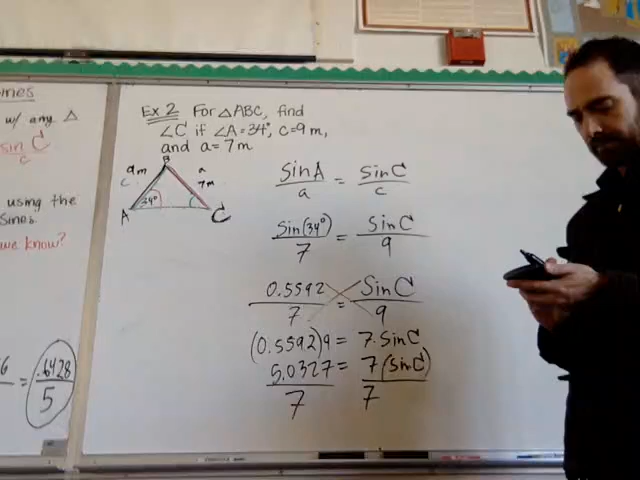 w/ any △
Sin C
c
using the
Sines.
we know?
= .6428
5
Ex 2 For △ABC, find
∠C if ∠A=34°, c=9m,
and a=7m
B
9m
c
a
7m
34°
A
C
SinA = SinC
a c
Sin(34°) = SinC
7 9
0.5592 = SinC
7 9
(0.5592)9 = 7·SinC
5.0327 = 7(SinC)
7 7